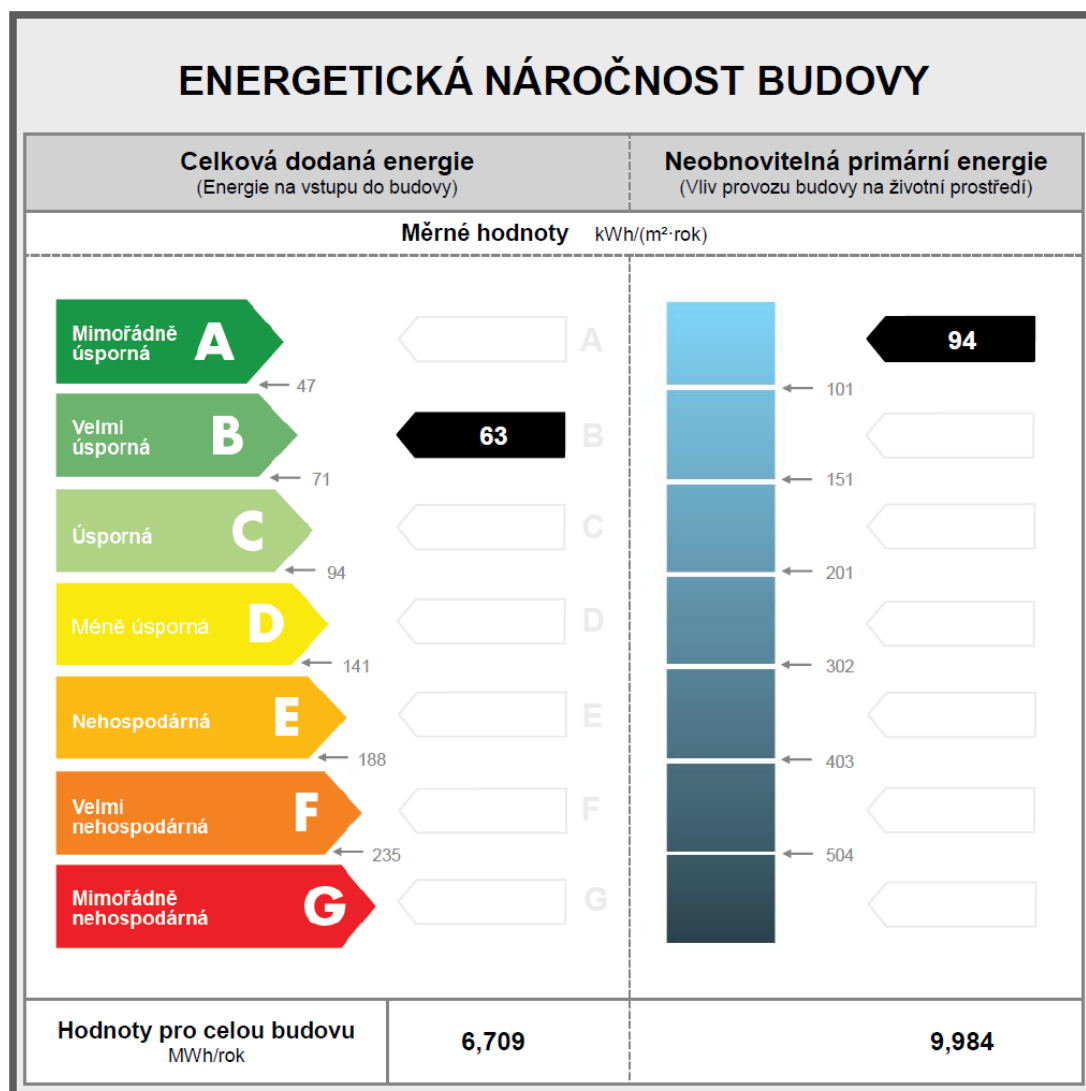 ENERGETICKÁ NÁROČNOST BUDOVY
Celková dodaná energie
(Energie na vstupu do budovy)
Neobnovitelná primární energie
(Vliv provozu budovy na životní prostředí)
Měrné hodnoty kWh/(m²·rok)
Mimořádně
úsporná
A
A
94
47
101
Velmi
úsporná
B
63
B
71
151
Úsporná
C
C
94
201
Méně úsporná
D
D
141
302
Nehospodárná
E
E
188
403
Velmi
nehospodárná
F
F
235
504
Mimořádně
nehospodárná
G
G
Hodnoty pro celou budovu
MWh/rok
6,709
9,984